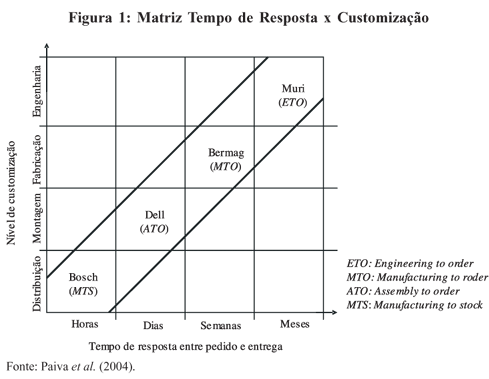 Figura 1: Matriz Tempo de Resposta x Customização
Nível de customização
Engenharia
Fabricação
Montagem
Distribuição
Muri
(ETO)
Bermag
(MTO)
Dell
(ATO)
Bosch
(MTS)
Horas
Dias
Semanas
Meses
Tempo de resposta entre pedido e entrega
ETO: Engineering to order
MTO: Manufacturing to roder
ATO: Assembly to order
MTS: Manufacturing to stock
Fonte: Paiva et al. (2004).